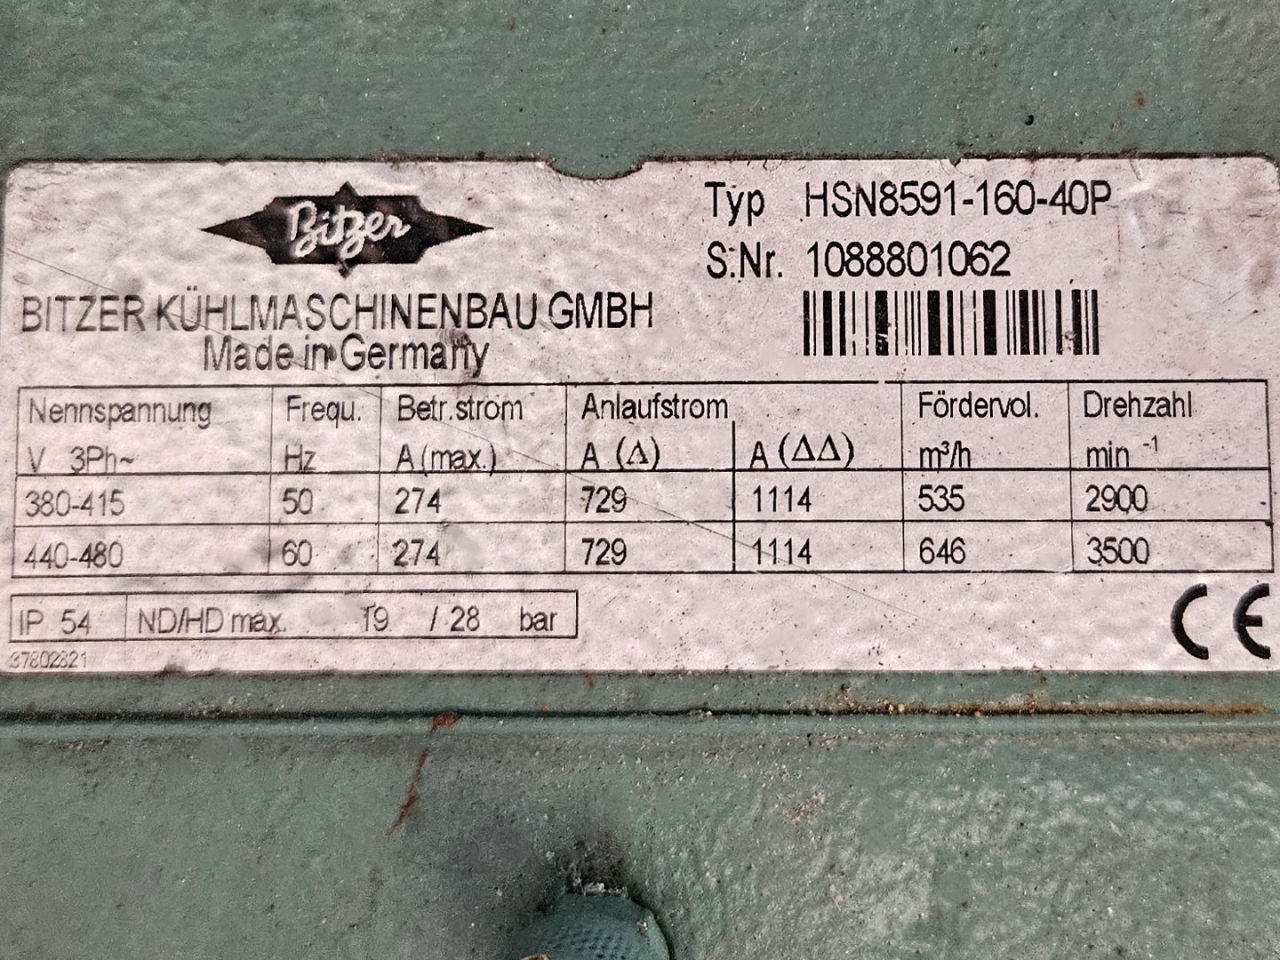 Bitzer
BITZER KÜHLMASCHINENBAU GMBH
Made in Germany
Typ HSN8591-160-40P
S.Nr. 1088801062
Nennspannung Frequ. Betr.strom Anlaufstrom Fördervol. Drehzahl
V 3Ph~ Hz A (max.) A (Δ) A (ΔΔ) m³/h min -1
380-415 50 274 729 1114 535 2900
440-480 60 274 729 1114 646 3500
IP 54 ND/HD max. 19 / 28 bar
37802821
CE